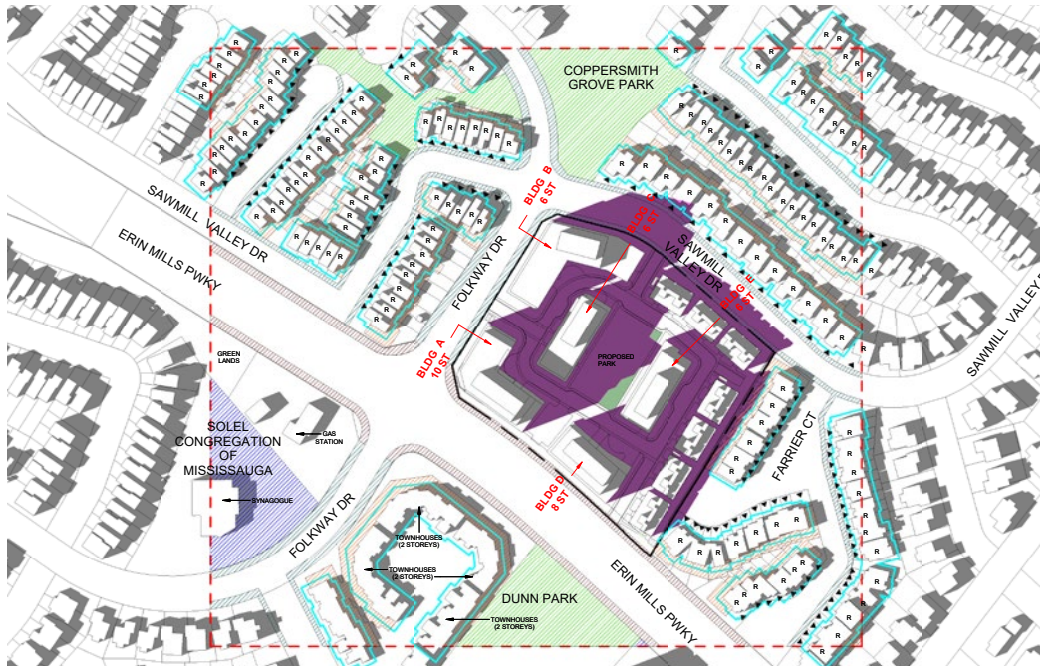 COPPERSMITH
GROVE PARK
BLDG B
6 ST
SAWMILL VALLEY DR
ERIN MILLS PKWY
FOLKWAY DR
SAWMILL
VALLEY DR
BLDG A
10 ST
PROPOSED
PARK
GREEN
LANDS
SOLEL
CONGREGATION
OF
MISSISSAUGA
GAS
STATION
SYNAGOGUE
BLDG D
8 ST
FARRIER CT
FOLKWAY DR
TOWNHOUSES
(2 STOREYS)
TOWNHOUSES
(2 STOREYS)
DUNN PARK
TOWNHOUSES
(2 STOREYS)
ERIN MILLS PKWY